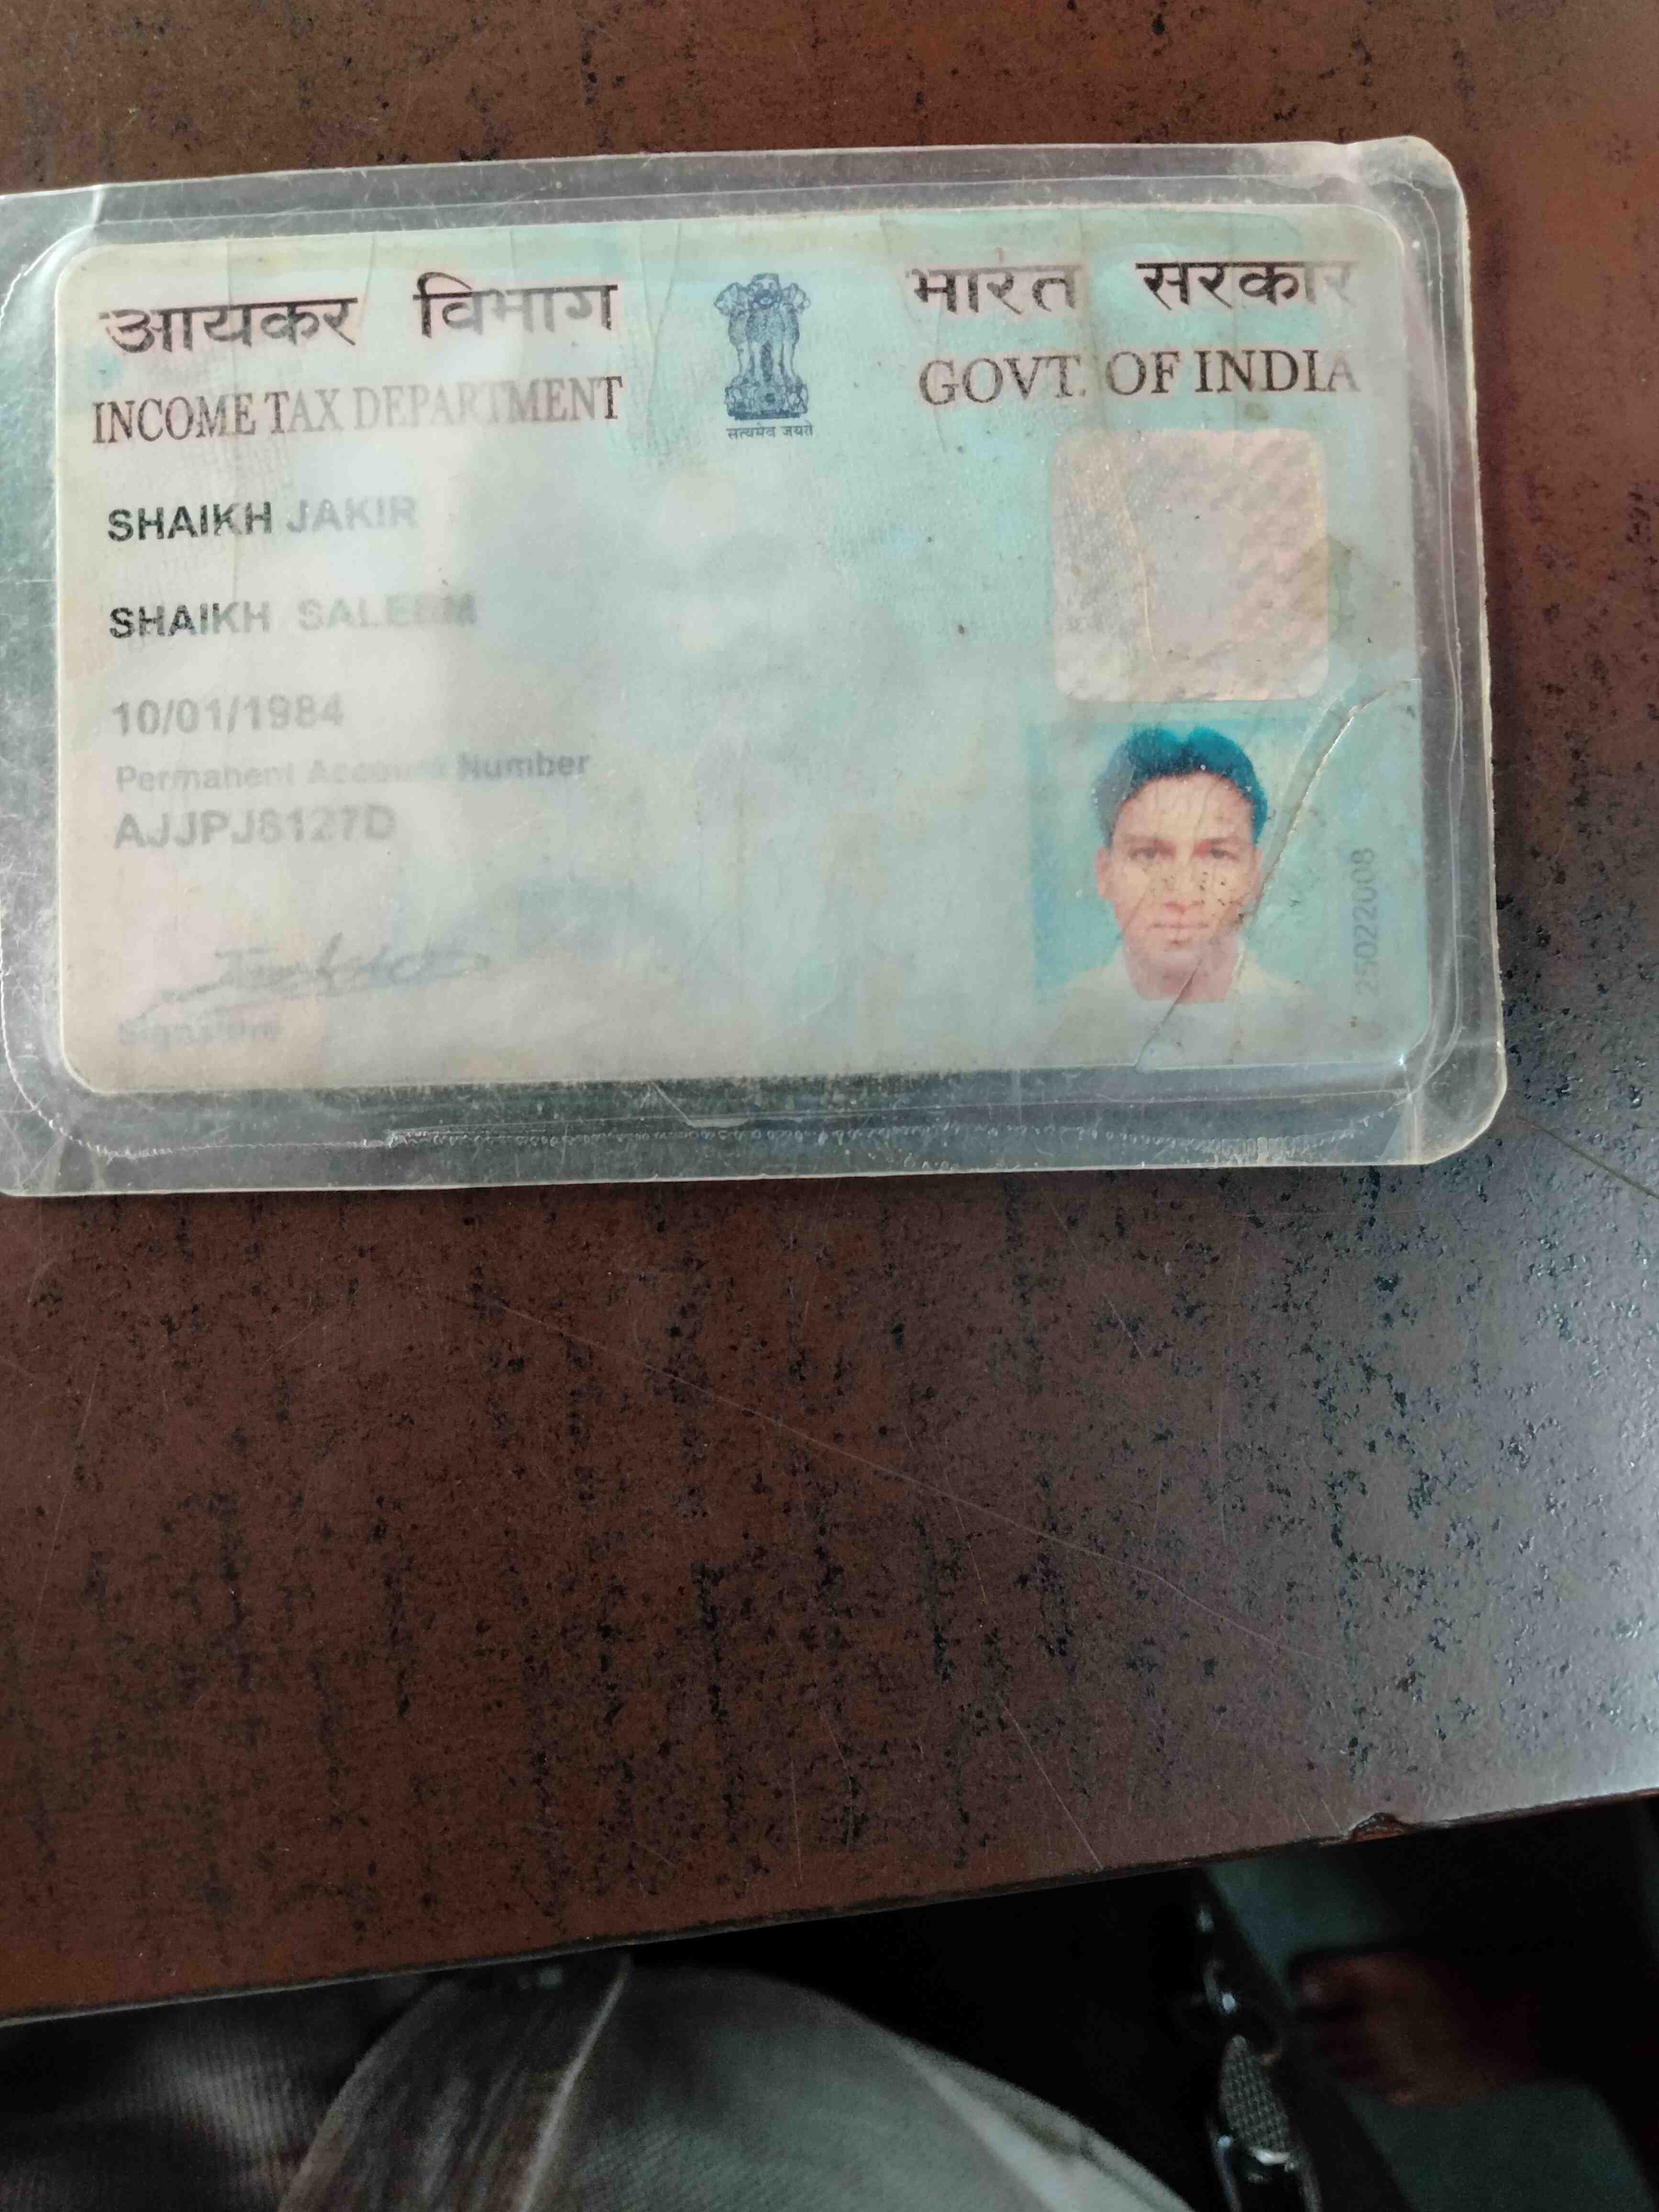 आयकर विभाग
INCOME TAX DEPARTMENT
सत्यमेव जयते
भारत सरकार
GOVT. OF INDIA
SHAIKH JAKIR
SHAIKH SALEEM
10/01/1984
Permanent Account Number
Signature
25022008